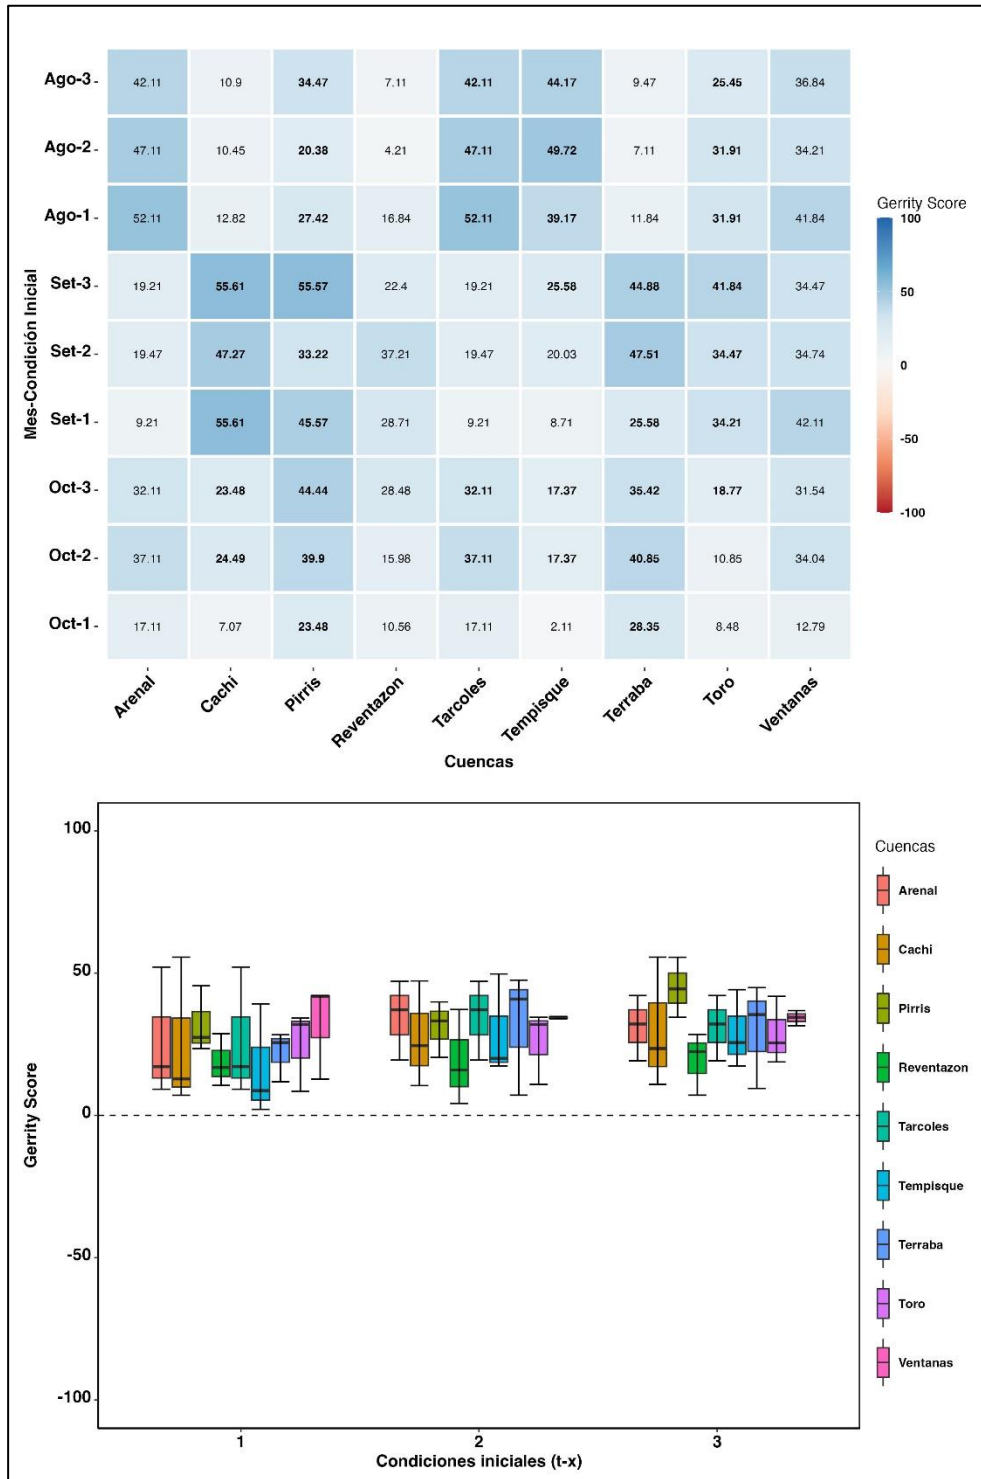 Ago-3 42.11 10.9 34.47 7.11 42.11 44.17 9.47 25.45 36.84
Ago-2 47.11 10.45 20.38 4.21 47.11 49.72 7.11 31.91 34.21
Ago-1 52.11 12.82 27.42 16.84 52.11 39.17 11.84 31.91 41.84
Set-3 19.21 55.61 55.57 22.4 19.21 25.58 44.88 41.84 34.47
Set-2 19.47 47.27 33.22 37.21 19.47 20.03 47.51 34.47 34.74
Set-1 9.21 55.61 45.57 28.71 9.21 8.71 25.58 34.21 42.11
Oct-3 32.11 23.48 44.44 28.48 32.11 17.37 35.42 18.77 31.54
Oct-2 37.11 24.49 39.9 15.98 37.11 17.37 40.85 10.85 34.04
Oct-1 17.11 7.07 23.48 10.56 17.11 2.11 28.35 8.48 12.79
Mes-Condición Inicial
Arenal Cachi Pirris Reventazon Tarcoles Tempisque Terraba Toro Ventanas
Cuencas
Gerrity Score
100
50
0
-50
-100
100
50
0
-50
-100
Gerrity Score
1 2 3
Condiciones iniciales (t-x)
Cuencas
Arenal
Cachi
Pirris
Reventazon
Tarcoles
Tempisque
Terraba
Toro
Ventanas